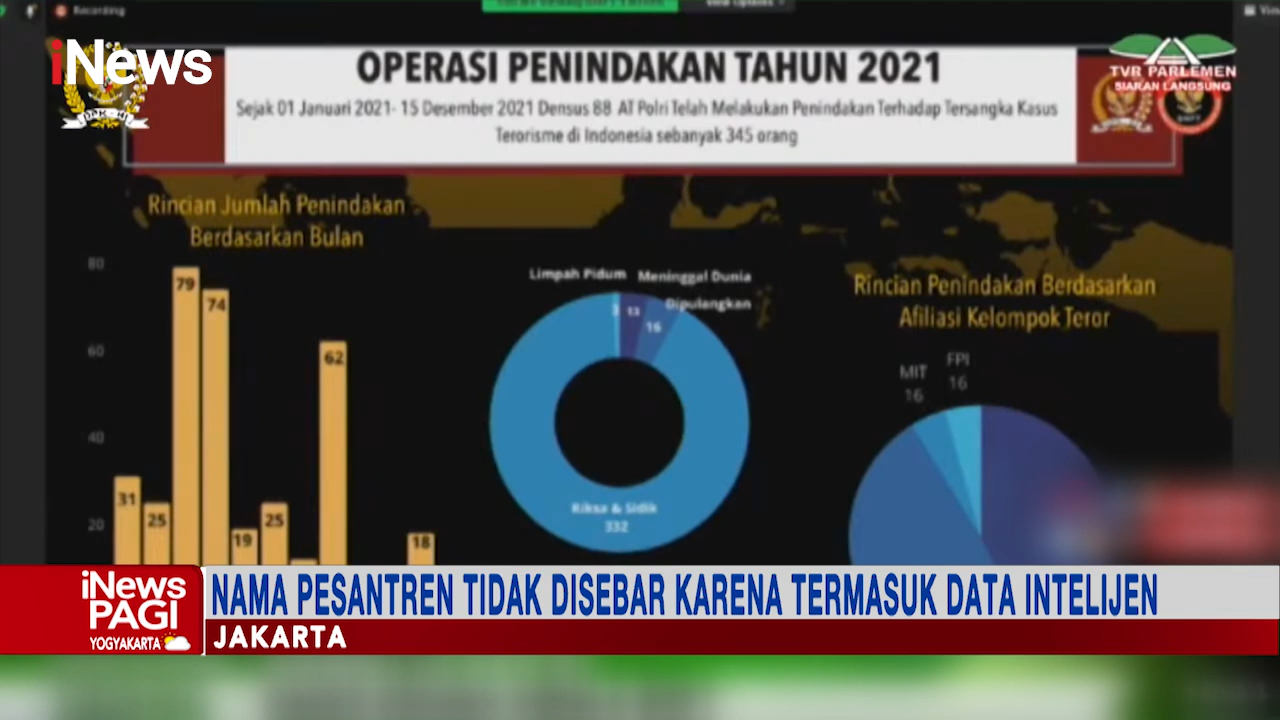 Recording
iNews
TVR PARLEMEN
SIARAN LANGSUNG
OPERASI PENINDAKAN TAHUN 2021
Sejak 01 Januari 2021- 15 Desember 2021 Densus 88 AT Polri Telah Melakukan Penindakan Terhadap Tersangka Kasus
Terorisme di Indonesia sebanyak 345 orang
Rincian Jumlah Penindakan
Berdasarkan Bulan
80
60
40
20
31
25
79
74
19
25
62
18
Limpah Pidum
Meninggal Dunia
Dipulangkan
13
16
Riksa & Sidik
332
Rincian Penindakan Berdasarkan
Afiliasi Kelompok Teror
MIT
16
FPI
16
iNews
PAGI
YOGYAKARTA
NAMA PESANTREN TIDAK DISEBAR KARENA TERMASUK DATA INTELIJEN
JAKARTA